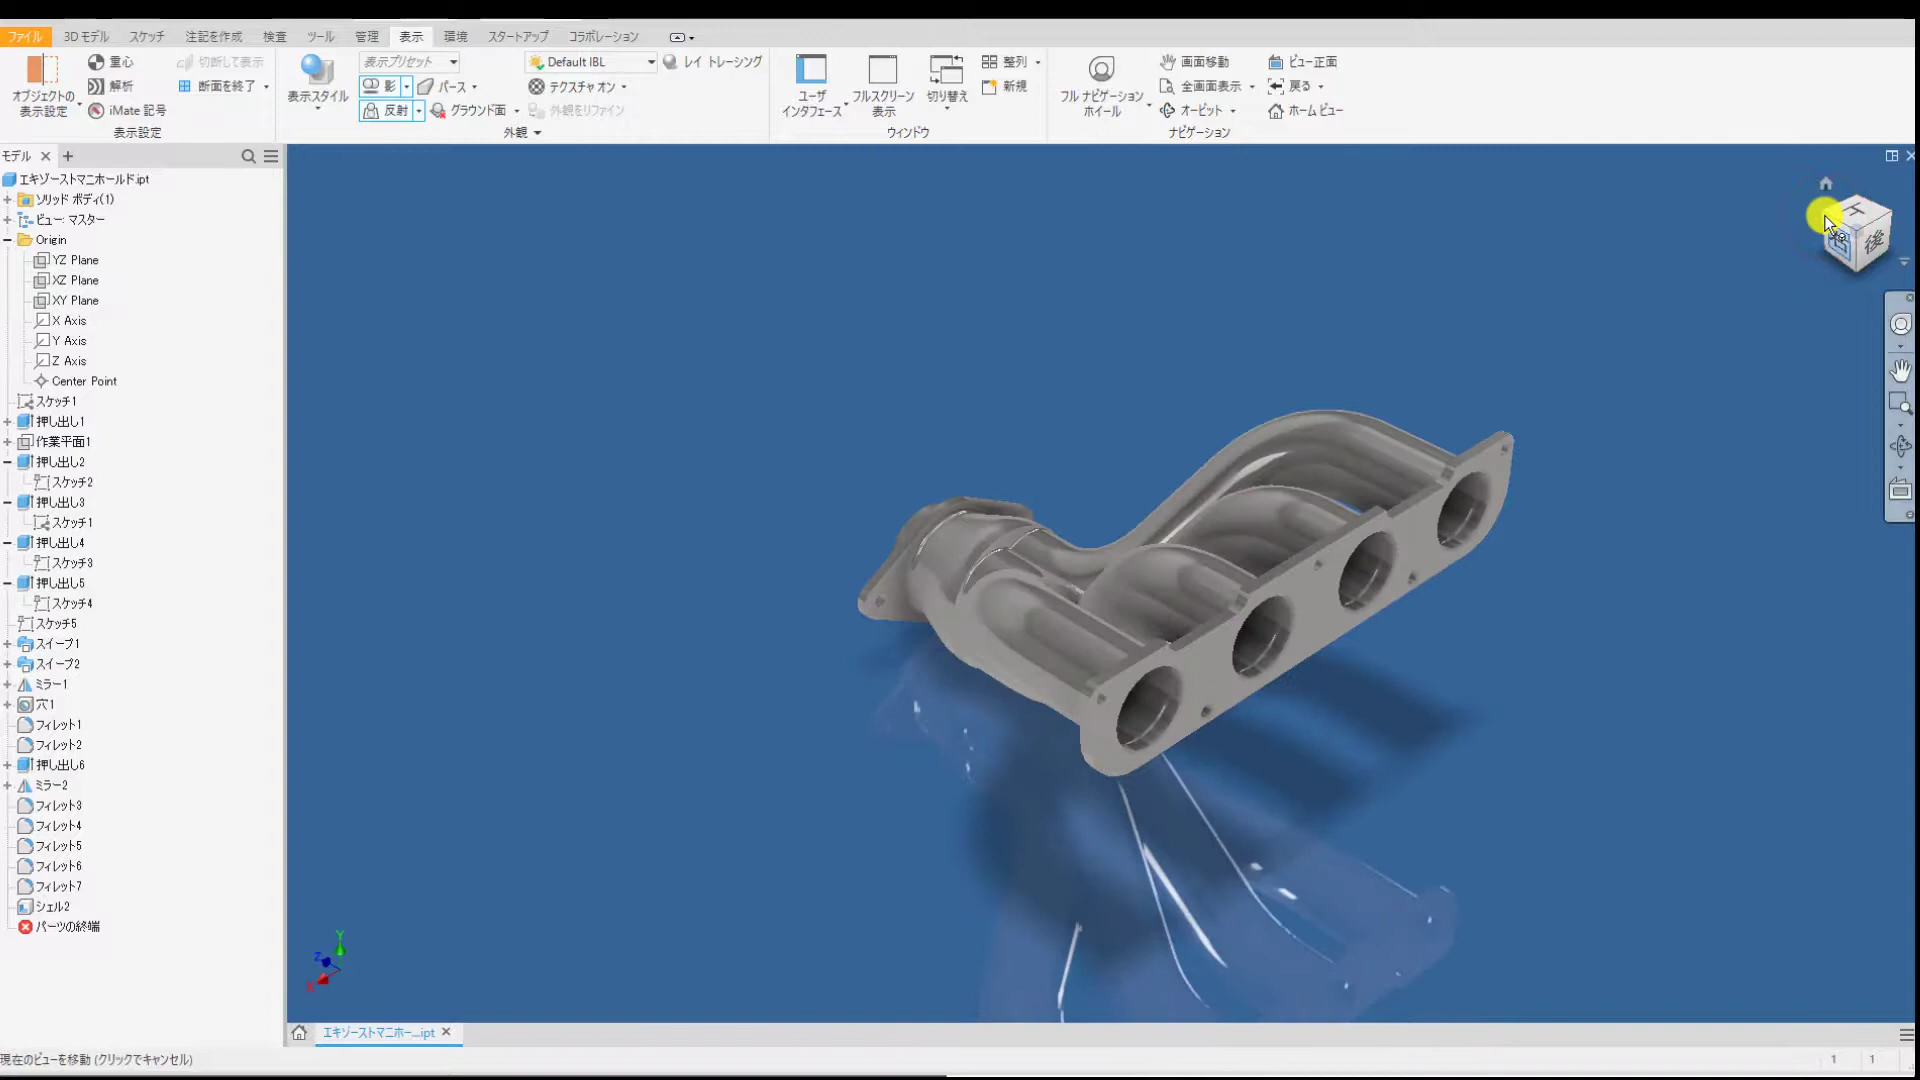 ファイル 3D モデル スケッチ 注記を作成 検査 ツール 管理 表示 環境 スタートアップ コラボレーション
オブジェクトの
表示設定
重心
解析
iMate 記号
切断して表示
断面を終了
表示設定
表示スタイル
表示プリセット
影
パース
反射
グラウンド面
Default IBL
テクスチャ オン
外観をリファイン
レイ トレーシング
外観
ユーザ
インタフェース
フルスクリーン
表示
切り替え
整列
新規
ウィンドウ
フル ナビゲーション
ホイール
画面移動
全画面表示
オービット
ビュー正面
戻る
ホーム ビュー
ナビゲーション
モデル
エキゾーストマニホールド.ipt
ソリッド ボディ(1)
ビュー: マスター
Origin
YZ Plane
XZ Plane
XY Plane
X Axis
Y Axis
Z Axis
Center Point
スケッチ1
押し出し1
作業平面1
押し出し2
スケッチ2
押し出し3
スケッチ1
押し出し4
スケッチ3
押し出し5
スケッチ4
スケッチ5
スイープ1
スイープ2
ミラー1
穴1
フィレット1
フィレット2
押し出し6
ミラー2
フィレット3
フィレット4
フィレット5
フィレット6
フィレット7
シェル2
パーツの終端
上
後
Y
Z
X
エキゾーストマニホー...ipt
現在のビューを移動 (クリックでキャンセル)
1 1